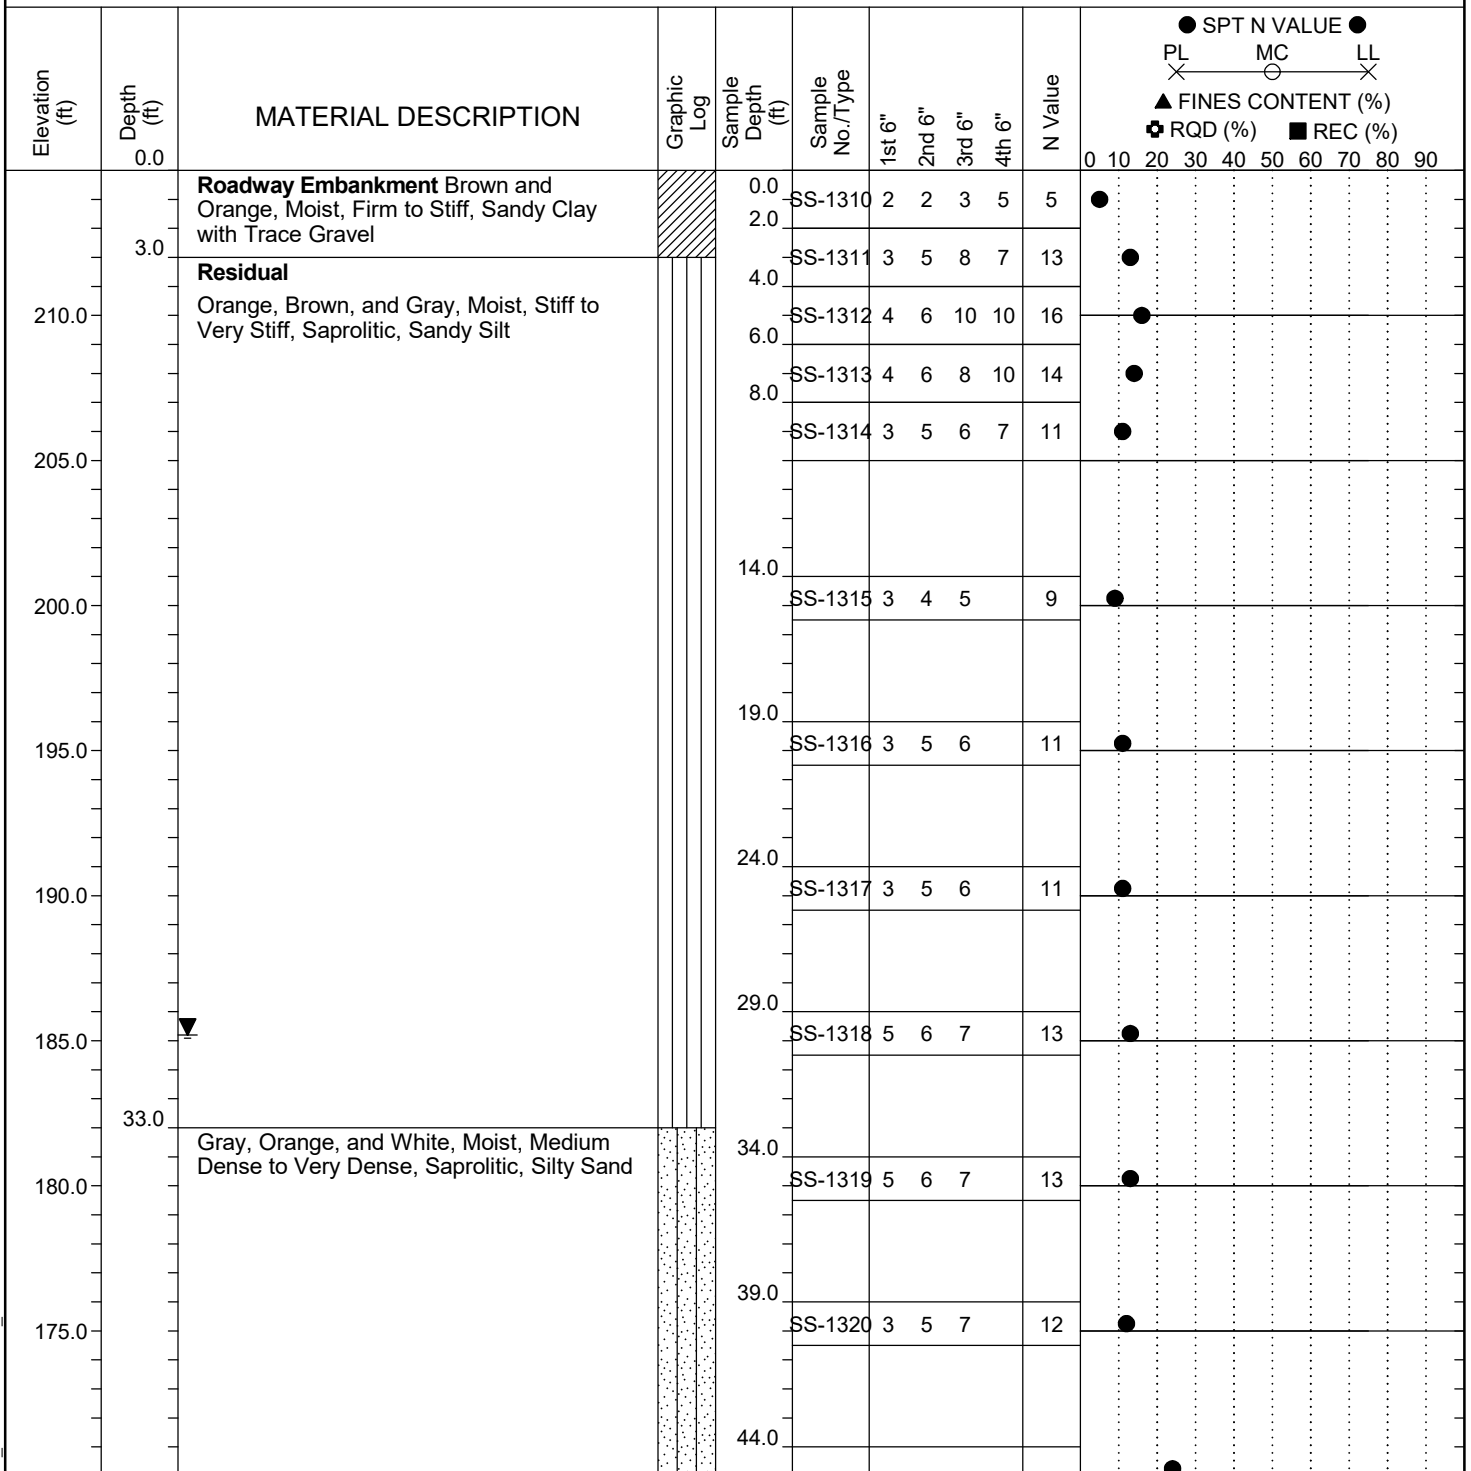 ● SPT N VALUE ●
PL MC LL
▲ FINES CONTENT (%)
RQD (%) ■ REC (%)
0 10 20 30 40 50 60 70 80 90
Elevation (ft)
Depth (ft)
0.0
MATERIAL DESCRIPTION
Graphic Log
Sample Depth (ft)
Sample No./Type
1st 6"
2nd 6"
3rd 6"
4th 6"
N Value
Roadway Embankment Brown and
Orange, Moist, Firm to Stiff, Sandy Clay
with Trace Gravel
0.0
SS-1310 2 2 3 5 5
2.0
3.0
Residual
SS-1311 3 5 8 7 13
4.0
Orange, Brown, and Gray, Moist, Stiff to
Very Stiff, Saprolitic, Sandy Silt
210.0
SS-1312 4 6 10 10 16
6.0
SS-1313 4 6 8 10 14
8.0
SS-1314 3 5 6 7 11
205.0
14.0
200.0
SS-1315 3 4 5 9
19.0
195.0
SS-1316 3 5 6 11
24.0
190.0
SS-1317 3 5 6 11
29.0
185.0
SS-1318 5 6 7 13
33.0
Gray, Orange, and White, Moist, Medium
Dense to Very Dense, Saprolitic, Silty Sand
34.0
180.0
SS-1319 5 6 7 13
39.0
175.0
SS-1320 3 5 7 12
44.0